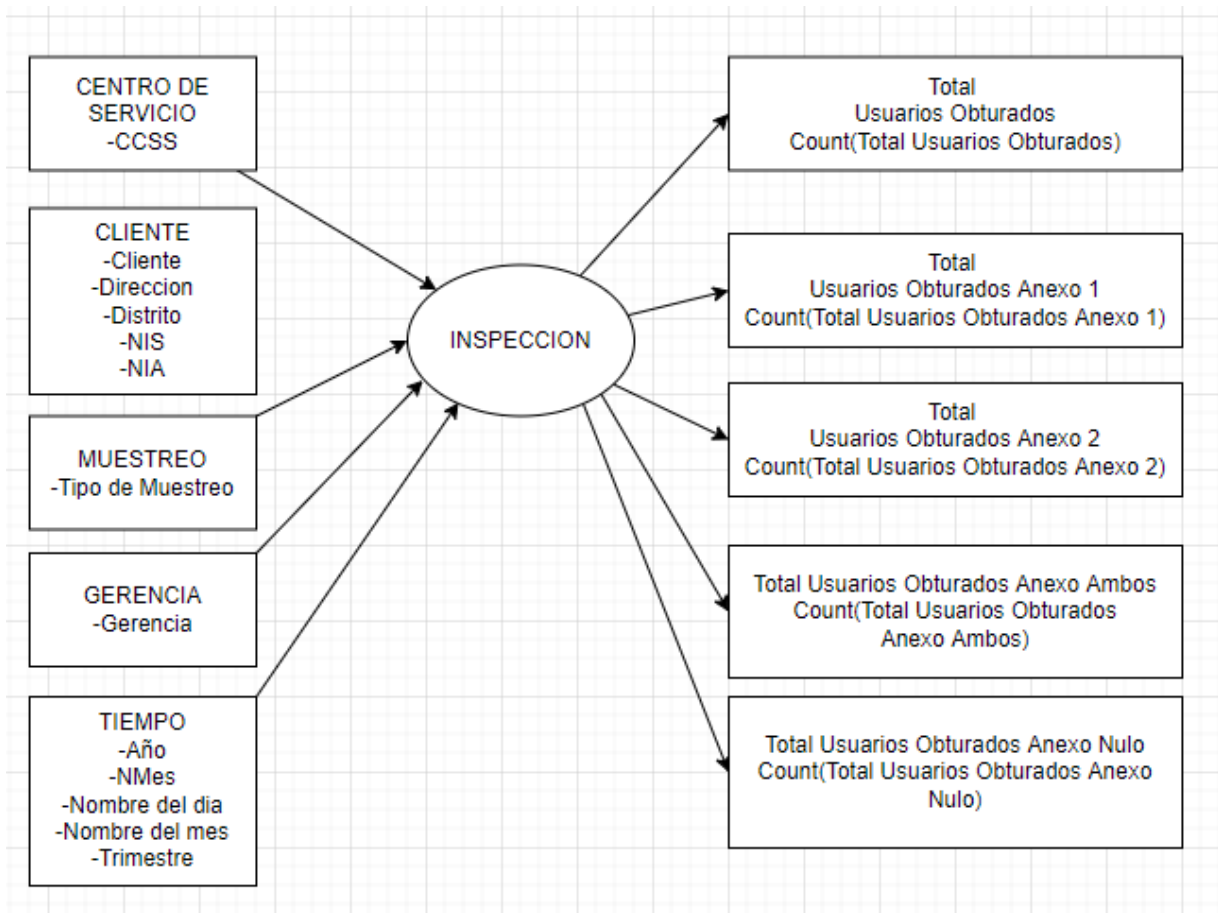 CENTRO DE
SERVICIO
-CCSS
CLIENTE
-Cliente
-Direccion
-Distrito
-NIS
-NIA
MUESTREO
-Tipo de Muestreo
GERENCIA
-Gerencia
TIEMPO
-Año
-NMes
-Nombre del dia
-Nombre del mes
-Trimestre
INSPECCION
Total
Usuarios Obturados
Count(Total Usuarios Obturados)
Total
Usuarios Obturados Anexo 1
Count(Total Usuarios Obturados Anexo 1)
Total
Usuarios Obturados Anexo 2
Count(Total Usuarios Obturados Anexo 2)
Total Usuarios Obturados Anexo Ambos
Count(Total Usuarios Obturados
Anexo Ambos)
Total Usuarios Obturados Anexo Nulo
Count(Total Usuarios Obturados Anexo
Nulo)